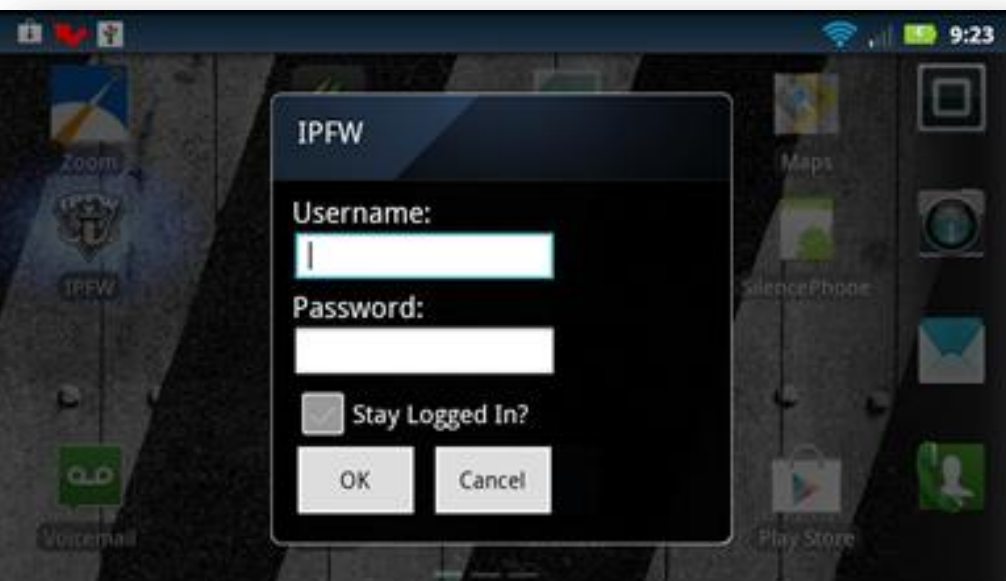 9:23
IPFW
Username:
Password:
Stay Logged In?
OK
Cancel
Zoom
IPFW
Voicemail
Maps
SilencePhone
Play Store